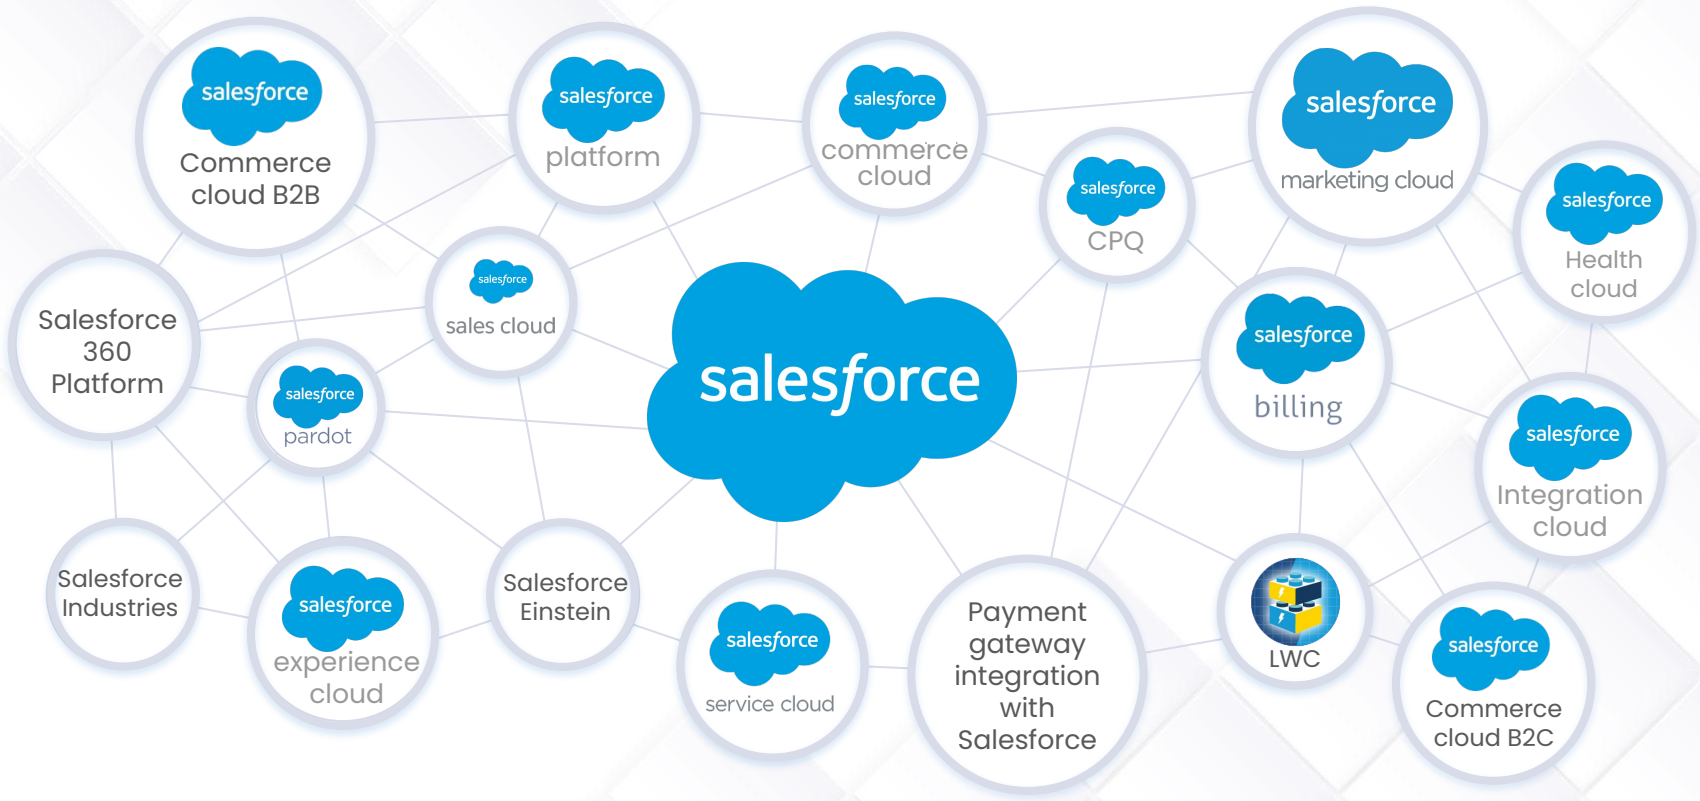 salesforce
Commerce
cloud B2B
salesforce
platform
salesforce
commerce
cloud
salesforce
marketing cloud
salesforce
CPQ
salesforce
Health
cloud
salesforce
sales cloud
Salesforce
360
Platform
salesforce
pardot
salesforce
salesforce
billing
salesforce
Integration
cloud
Salesforce
Industries
salesforce
experience
cloud
Salesforce
Einstein
salesforce
service cloud
Payment
gateway
integration
with
Salesforce
LWC
salesforce
Commerce
cloud B2C